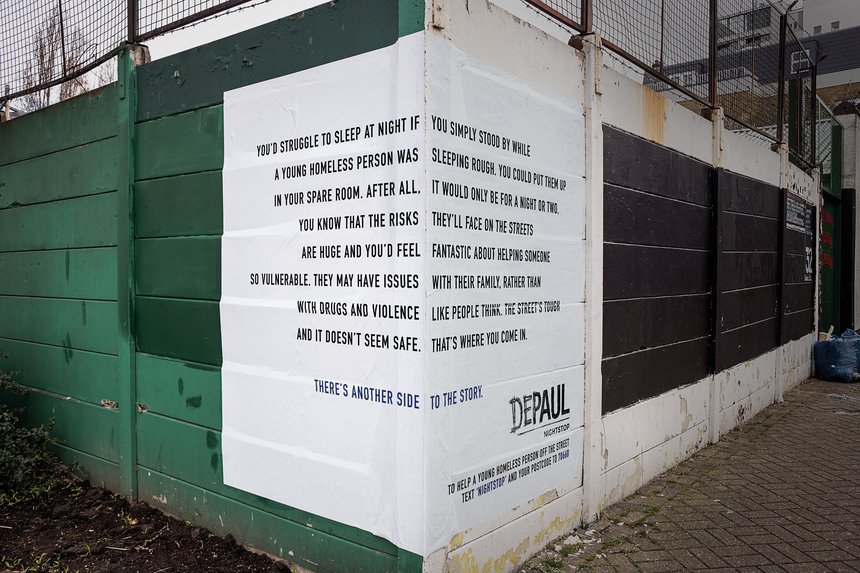 YOU'D STRUGGLE TO SLEEP AT NIGHT IF YOU SIMPLY STOOD BY WHILE
A YOUNG HOMELESS PERSON WAS SLEEPING ROUGH. YOU COULD PUT THEM UP
IN YOUR SPARE ROOM. AFTER ALL, IT WOULD ONLY BE FOR A NIGHT OR TWO.
YOU KNOW THAT THE RISKS THEY'LL FACE ON THE STREETS
ARE HUGE AND YOU'D FEEL FANTASTIC ABOUT HELPING SOMEONE
SO VULNERABLE. THEY MAY HAVE ISSUES WITH THEIR FAMILY, RATHER THAN
WITH DRUGS AND VIOLENCE LIKE PEOPLE THINK. THE STREET'S TOUGH
AND IT DOESN'T SEEM SAFE. THAT'S WHERE YOU COME IN.
THERE'S ANOTHER SIDE TO THE STORY.
DEPAUL
NIGHTSTOP
TO HELP A YOUNG HOMELESS PERSON OFF THE STREET
TEXT 'NIGHTSTOP' AND YOUR POSTCODE TO 70660